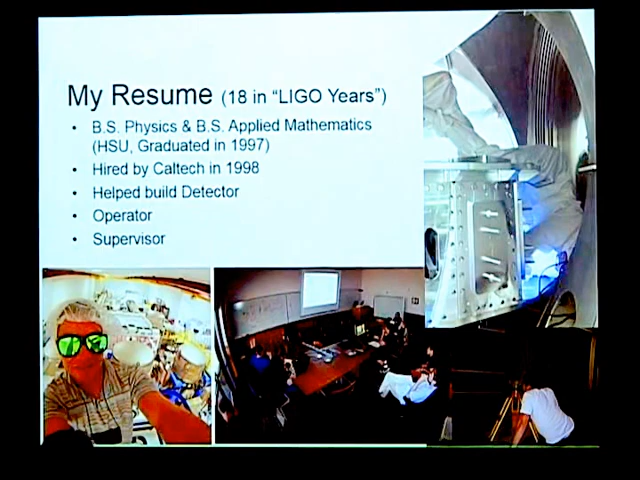 My Resume (18 in "LIGO Years")
• B.S. Physics & B.S. Applied Mathematics
(HSU, Graduated in 1997)
• Hired by Caltech in 1998
• Helped build Detector
• Operator
• Supervisor